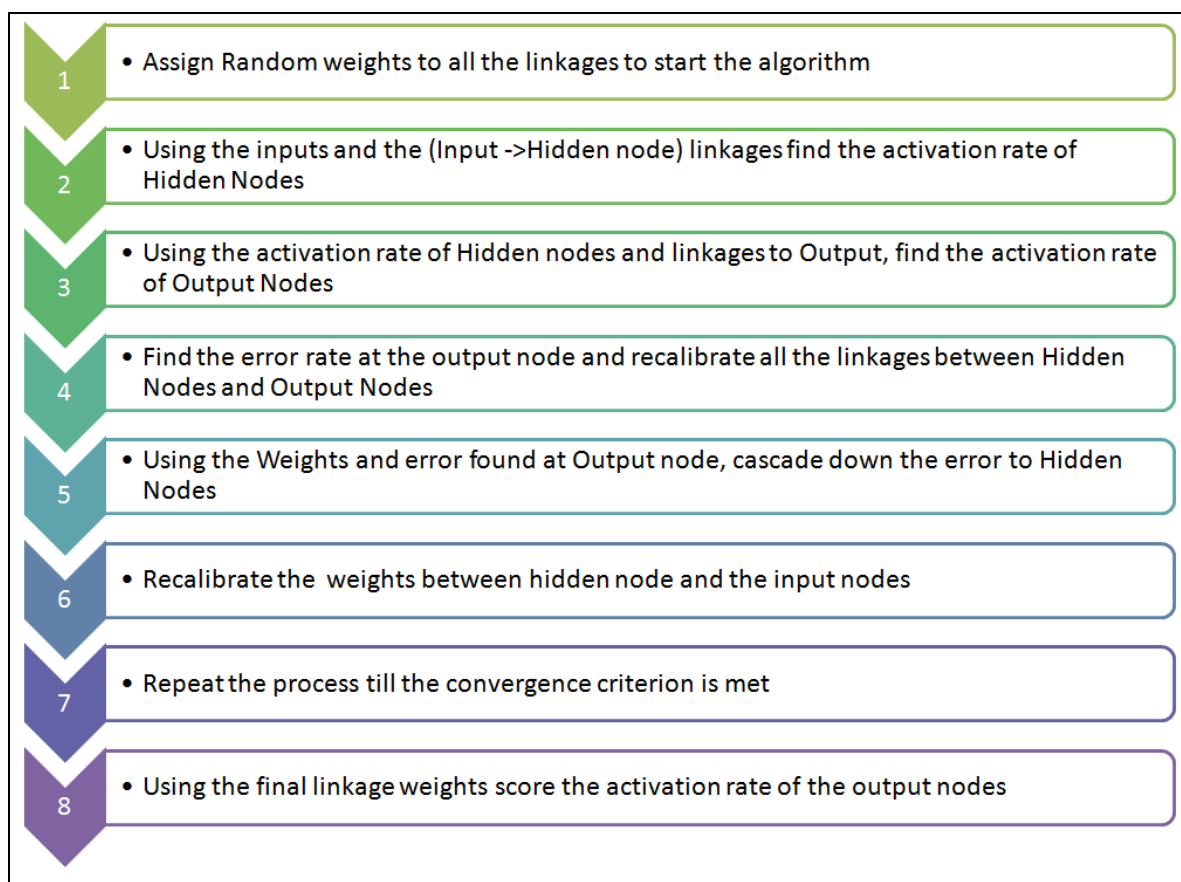 1
• Assign Random weights to all the linkages to start the algorithm
2
• Using the inputs and the (Input ->Hidden node) linkages find the activation rate of
Hidden Nodes
3
• Using the activation rate of Hidden nodes and linkages to Output, find the activation rate
of Output Nodes
4
• Find the error rate at the output node and recalibrate all the linkages between Hidden
Nodes and Output Nodes
5
• Using the Weights and error found at Output node, cascade down the error to Hidden
Nodes
6
• Recalibrate the weights between hidden node and the input nodes
7
• Repeat the process till the convergence criterion is met
8
• Using the final linkage weights score the activation rate of the output nodes